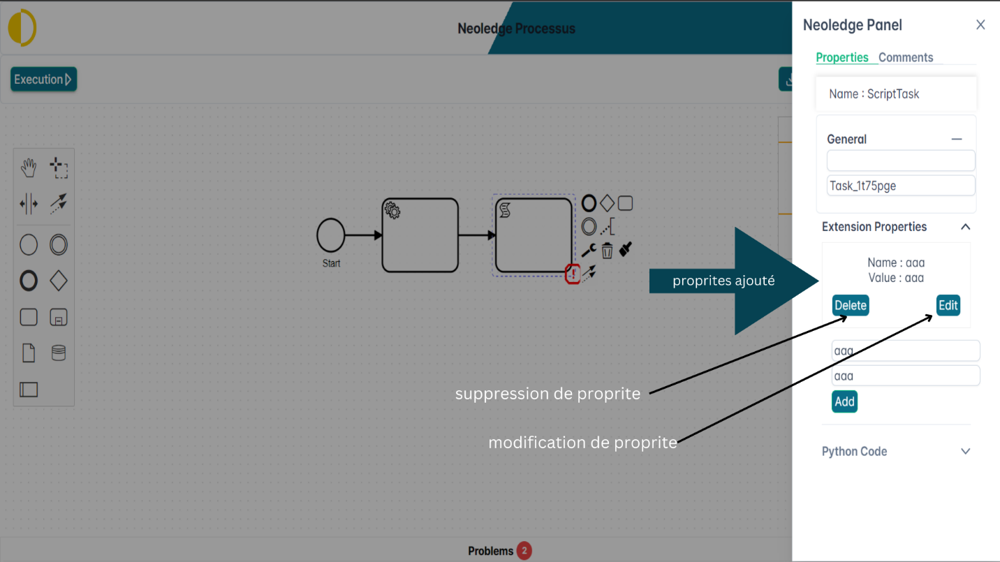 Neoledge Processus
Execution
Start
proprites ajouté
suppression de proprite
modification de proprite
Problems 2
Neoledge Panel
Properties Comments
Name : ScriptTask
General
Task_1t75pge
Extension Properties
Name : aaa
Value : aaa
Delete Edit
aaa
aaa
Add
Python Code